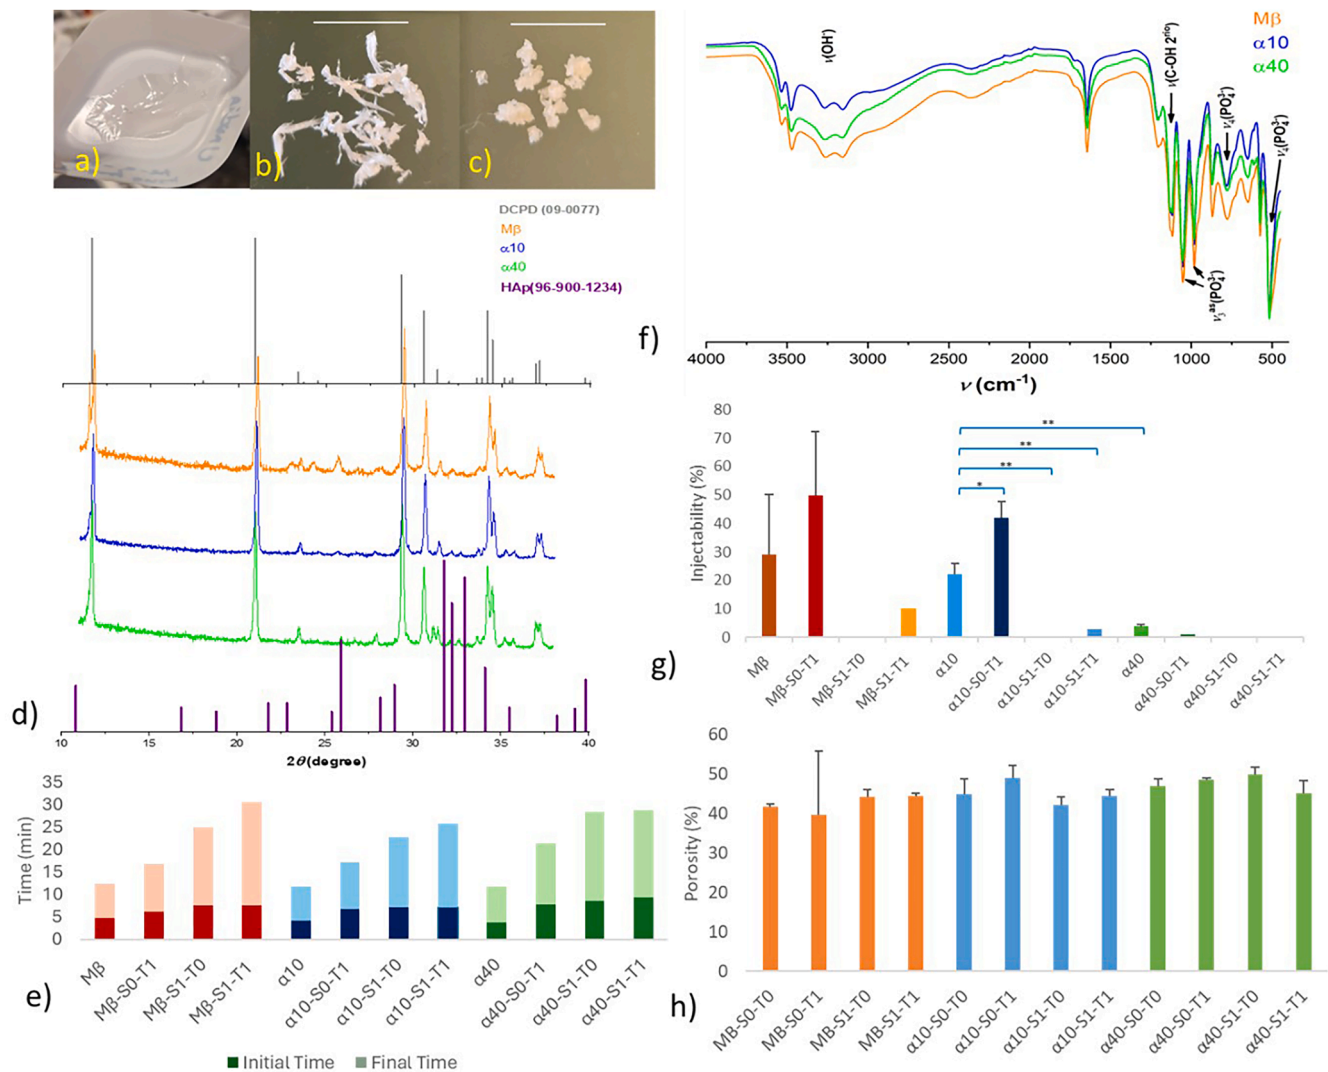 a)
b)
c)
DCPD (09-0077)
Mβ
α10
α40
HAp(96-900-1234)
d)
10 15 20 25 30 35 40
2θ(degree)
Mβ
α10
α40
ν(OH⁻)
ν(C-OH 2ʳⁱᵒ)
f)
4000 3500 3000 2500 2000 1500 1000 500
ν (cm⁻¹)
Time (min)
35
30
25
20
15
10
5
0
Mβ
Mβ-S0-T1
Mβ-S1-T0
Mβ-S1-T1
α10
α10-S0-T1
α10-S1-T0
α10-S1-T1
α40
α40-S0-T1
α40-S1-T0
α40-S1-T1
e)
Initial Time Final Time
Injectability (%)
80
70
60
50
40
30
20
10
0
**
**
**
*
Mβ
Mβ-S0-T1
Mβ-S1-T0
Mβ-S1-T1
α10
α10-S0-T1
α10-S1-T0
α10-S1-T1
α40
α40-S0-T1
α40-S1-T0
α40-S1-T1
g)
Porosity (%)
60
50
40
30
20
10
0
MB-S0-T0
MB-S0-T1
MB-S1-T0
MB-S1-T1
α10-S0-T0
α10-S0-T1
α10-S1-T0
α10-S1-T1
α40-S0-T0
α40-S0-T1
α40-S1-T0
α40-S1-T1
h)